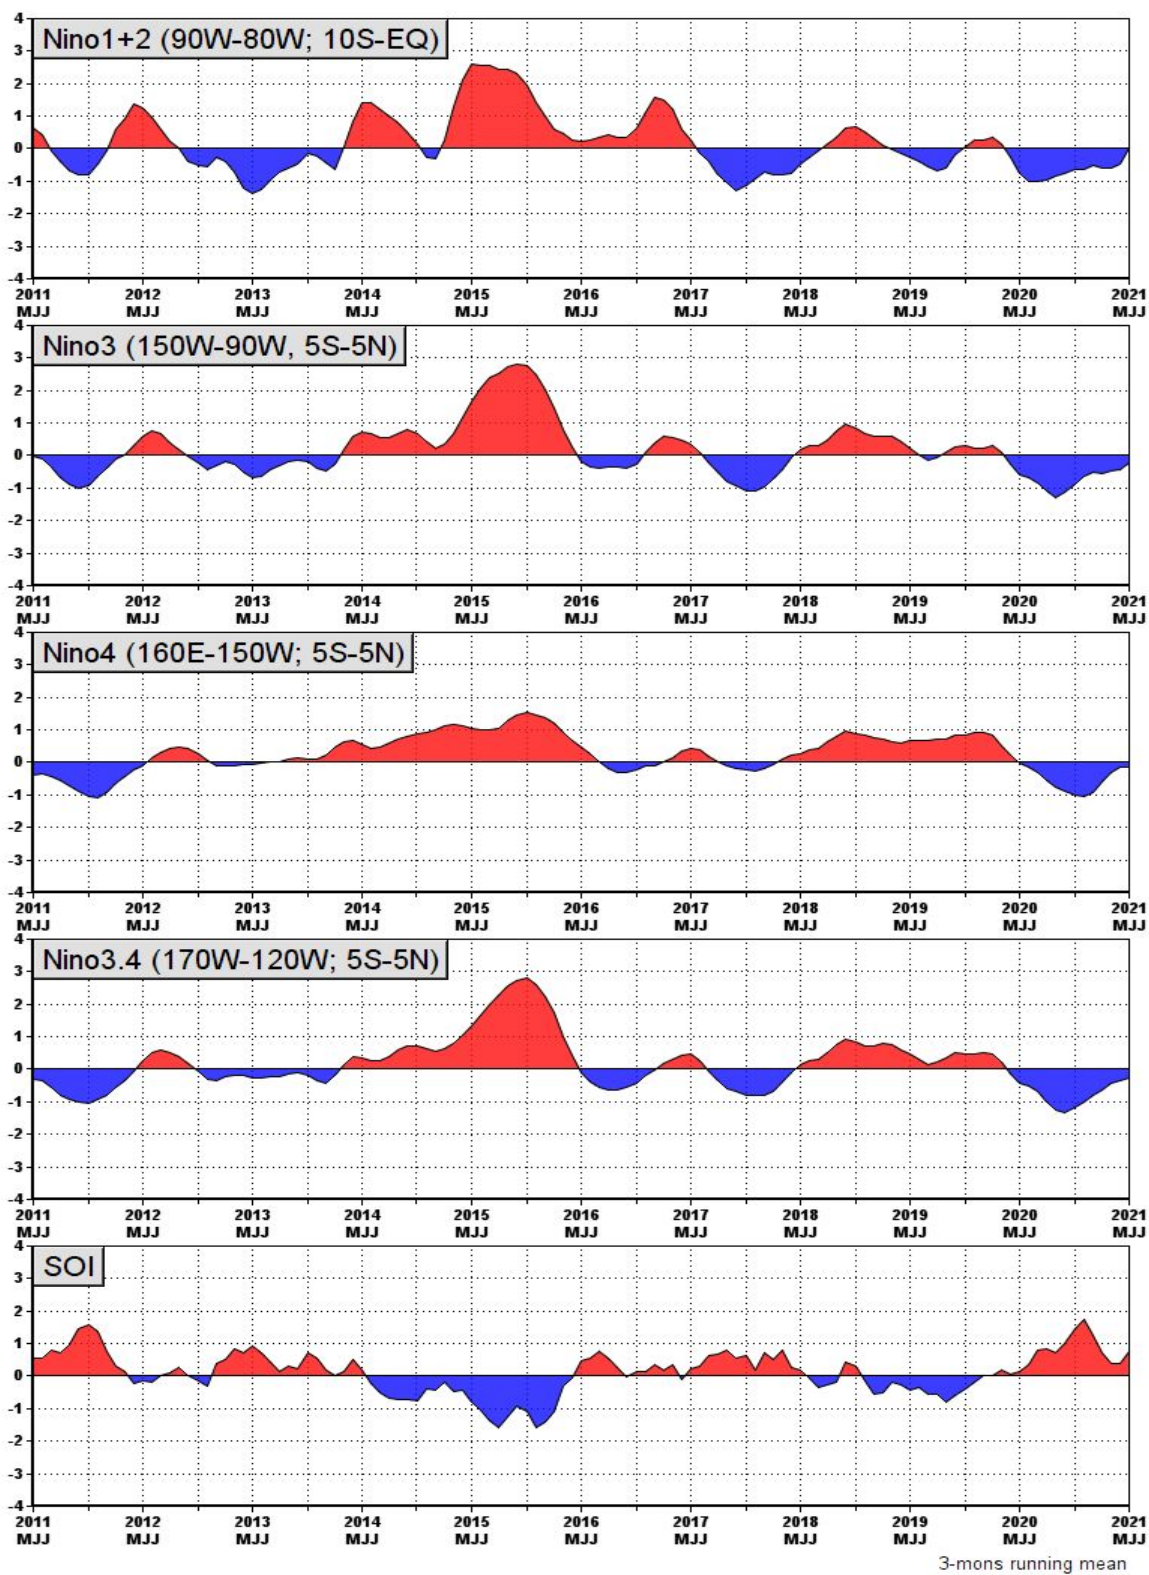 Nino1+2 (90W-80W; 10S-EQ)
4
3
2
1
0
-1
-2
-3
-4
2011 2012 2013 2014 2015 2016 2017 2018 2019 2020 2021
MJJ MJJ MJJ MJJ MJJ MJJ MJJ MJJ MJJ MJJ MJJ
Nino3 (150W-90W, 5S-5N)
4
3
2
1
0
-1
-2
-3
-4
2011 2012 2013 2014 2015 2016 2017 2018 2019 2020 2021
MJJ MJJ MJJ MJJ MJJ MJJ MJJ MJJ MJJ MJJ MJJ
Nino4 (160E-150W; 5S-5N)
4
3
2
1
0
-1
-2
-3
-4
2011 2012 2013 2014 2015 2016 2017 2018 2019 2020 2021
MJJ MJJ MJJ MJJ MJJ MJJ MJJ MJJ MJJ MJJ MJJ
Nino3.4 (170W-120W; 5S-5N)
4
3
2
1
0
-1
-2
-3
-4
2011 2012 2013 2014 2015 2016 2017 2018 2019 2020 2021
MJJ MJJ MJJ MJJ MJJ MJJ MJJ MJJ MJJ MJJ MJJ
SOI
4
3
2
1
0
-1
-2
-3
-4
2011 2012 2013 2014 2015 2016 2017 2018 2019 2020 2021
MJJ MJJ MJJ MJJ MJJ MJJ MJJ MJJ MJJ MJJ MJJ
3-mons running mean